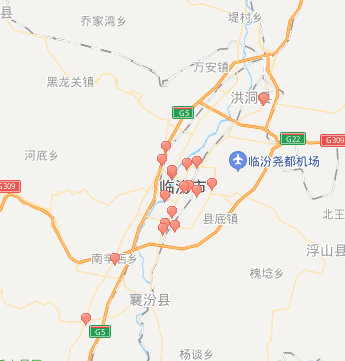 县
乔家湾乡
堤村乡
万安镇
黑龙关镇
洪洞县
G5
G22
G309
河底乡
临汾尧都机场
G309
临汾市
县底镇
北王
浮山县
南辛店乡
槐埝乡
襄汾县
G5
杨谈乡